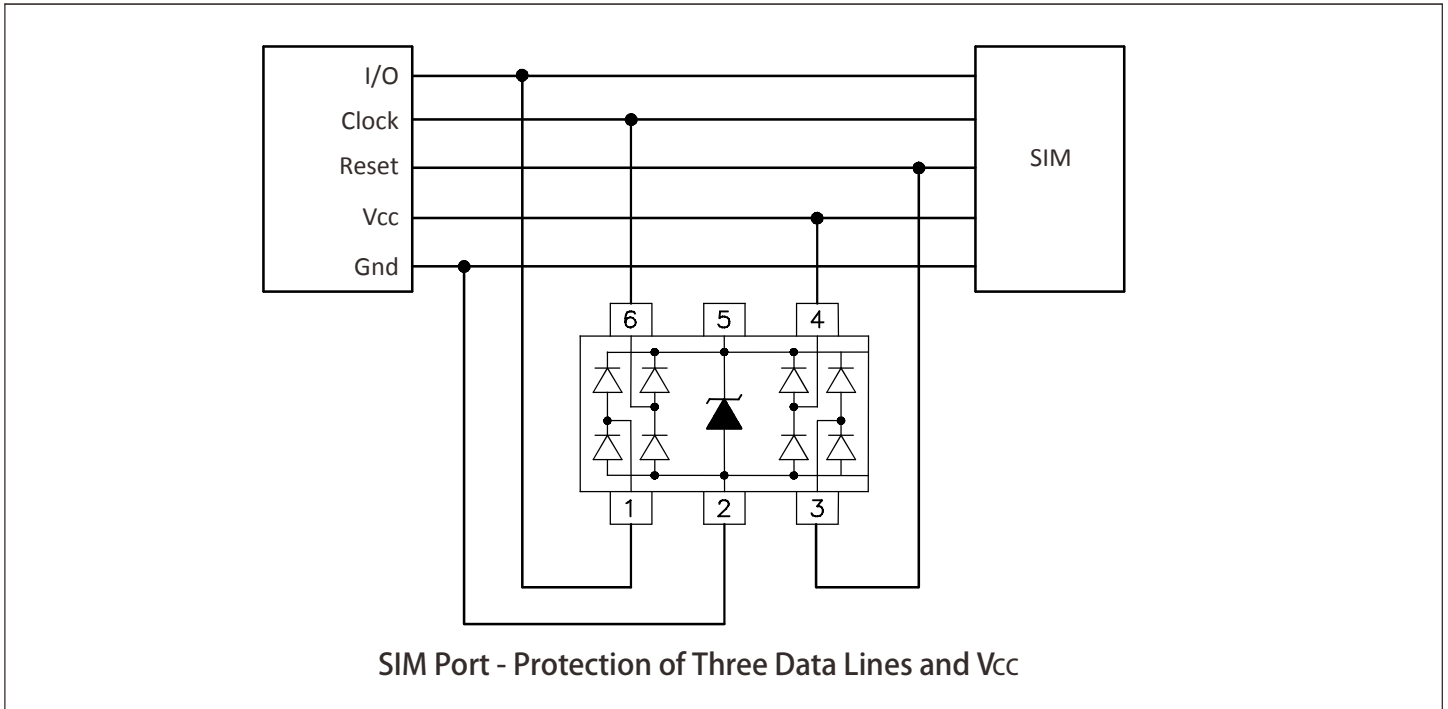 I/O
Clock
Reset
Vcc
Gnd
SIM
6 5 4
1 2 3
SIM Port - Protection of Three Data Lines and Vcc